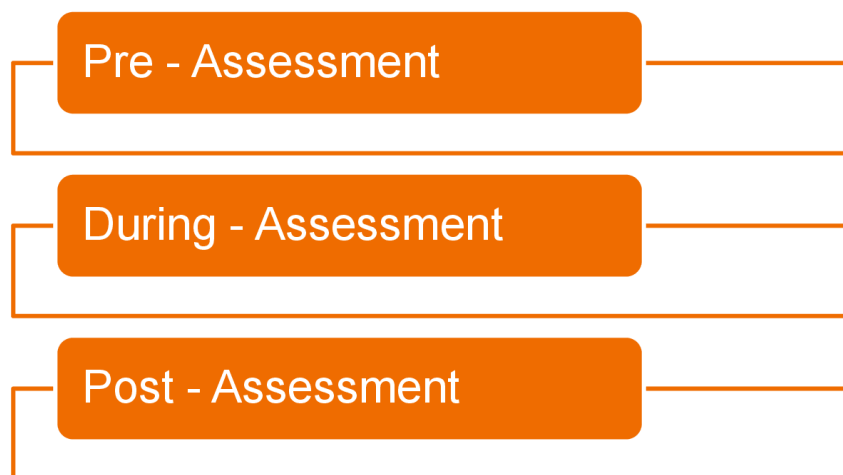 Pre - Assessment
During - Assessment
Post - Assessment